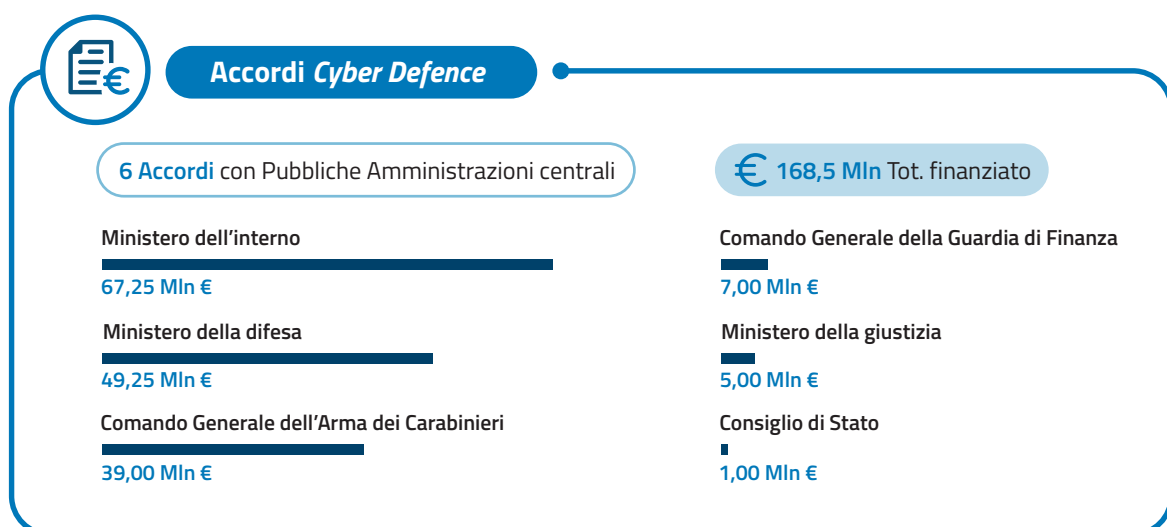 Accordi Cyber Defence
6 Accordi con Pubbliche Amministrazioni centrali
€ 168,5 Mln Tot. finanziato
Ministero dell'interno
67,25 Mln €
Ministero della difesa
49,25 Mln €
Comando Generale dell'Arma dei Carabinieri
39,00 Mln €
Comando Generale della Guardia di Finanza
7,00 Mln €
Ministero della giustizia
5,00 Mln €
Consiglio di Stato
1,00 Mln €